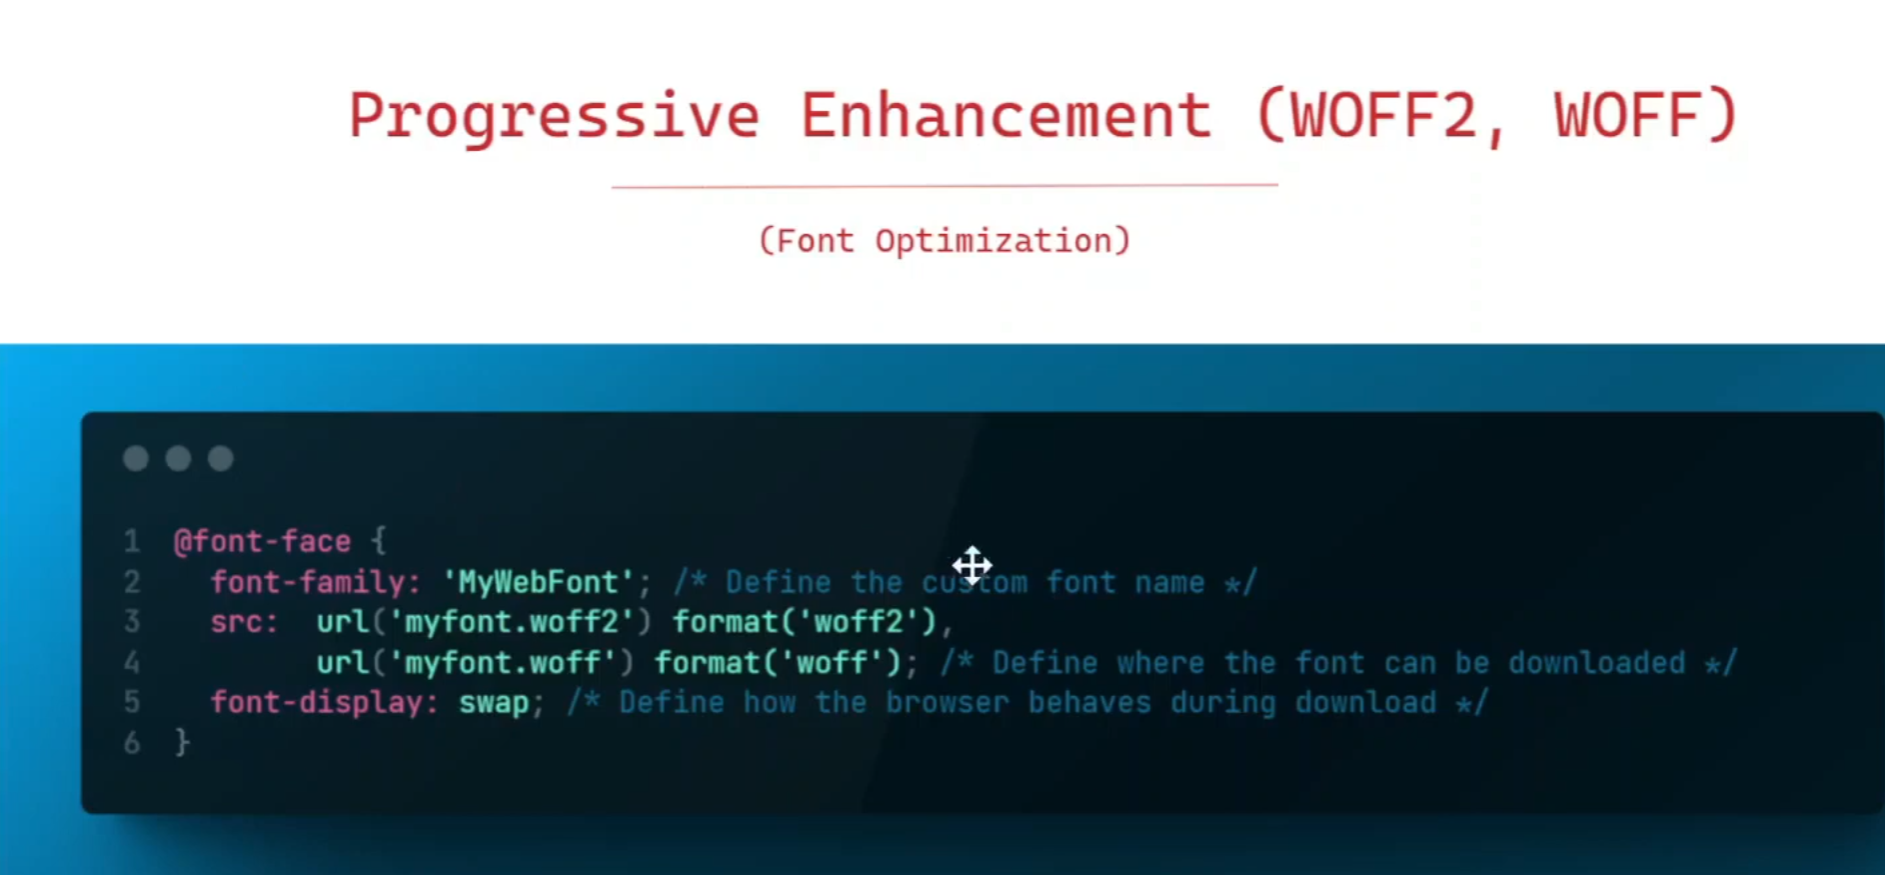 Progressive Enhancement (WOFF2, WOFF)
(Font Optimization)
1 @font-face {
2   font-family: 'MyWebFont'; /* Define the custom font name */
3   src:  url('myfont.woff2') format('woff2'),
4         url('myfont.woff') format('woff'); /* Define where the font can be downloaded */
5   font-display: swap; /* Define how the browser behaves during download */
6 }